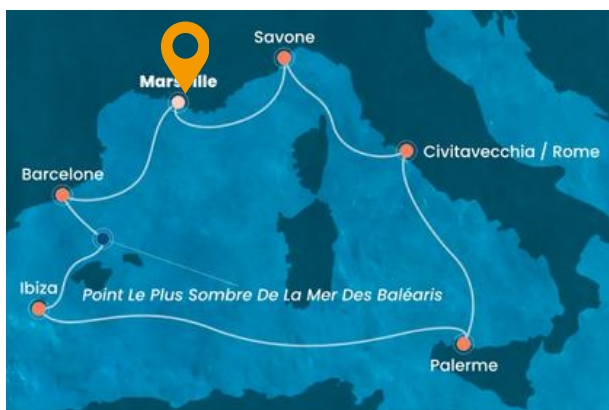 Savone
Marseille
Civitavecchia / Rome
Barcelone
Ibiza
Point Le Plus Sombre De La Mer Des Baléaris
Palerme